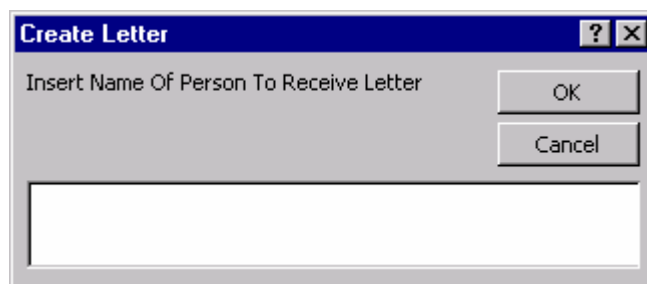 Create Letter
?
Insert Name Of Person To Receive Letter
OK
Cancel